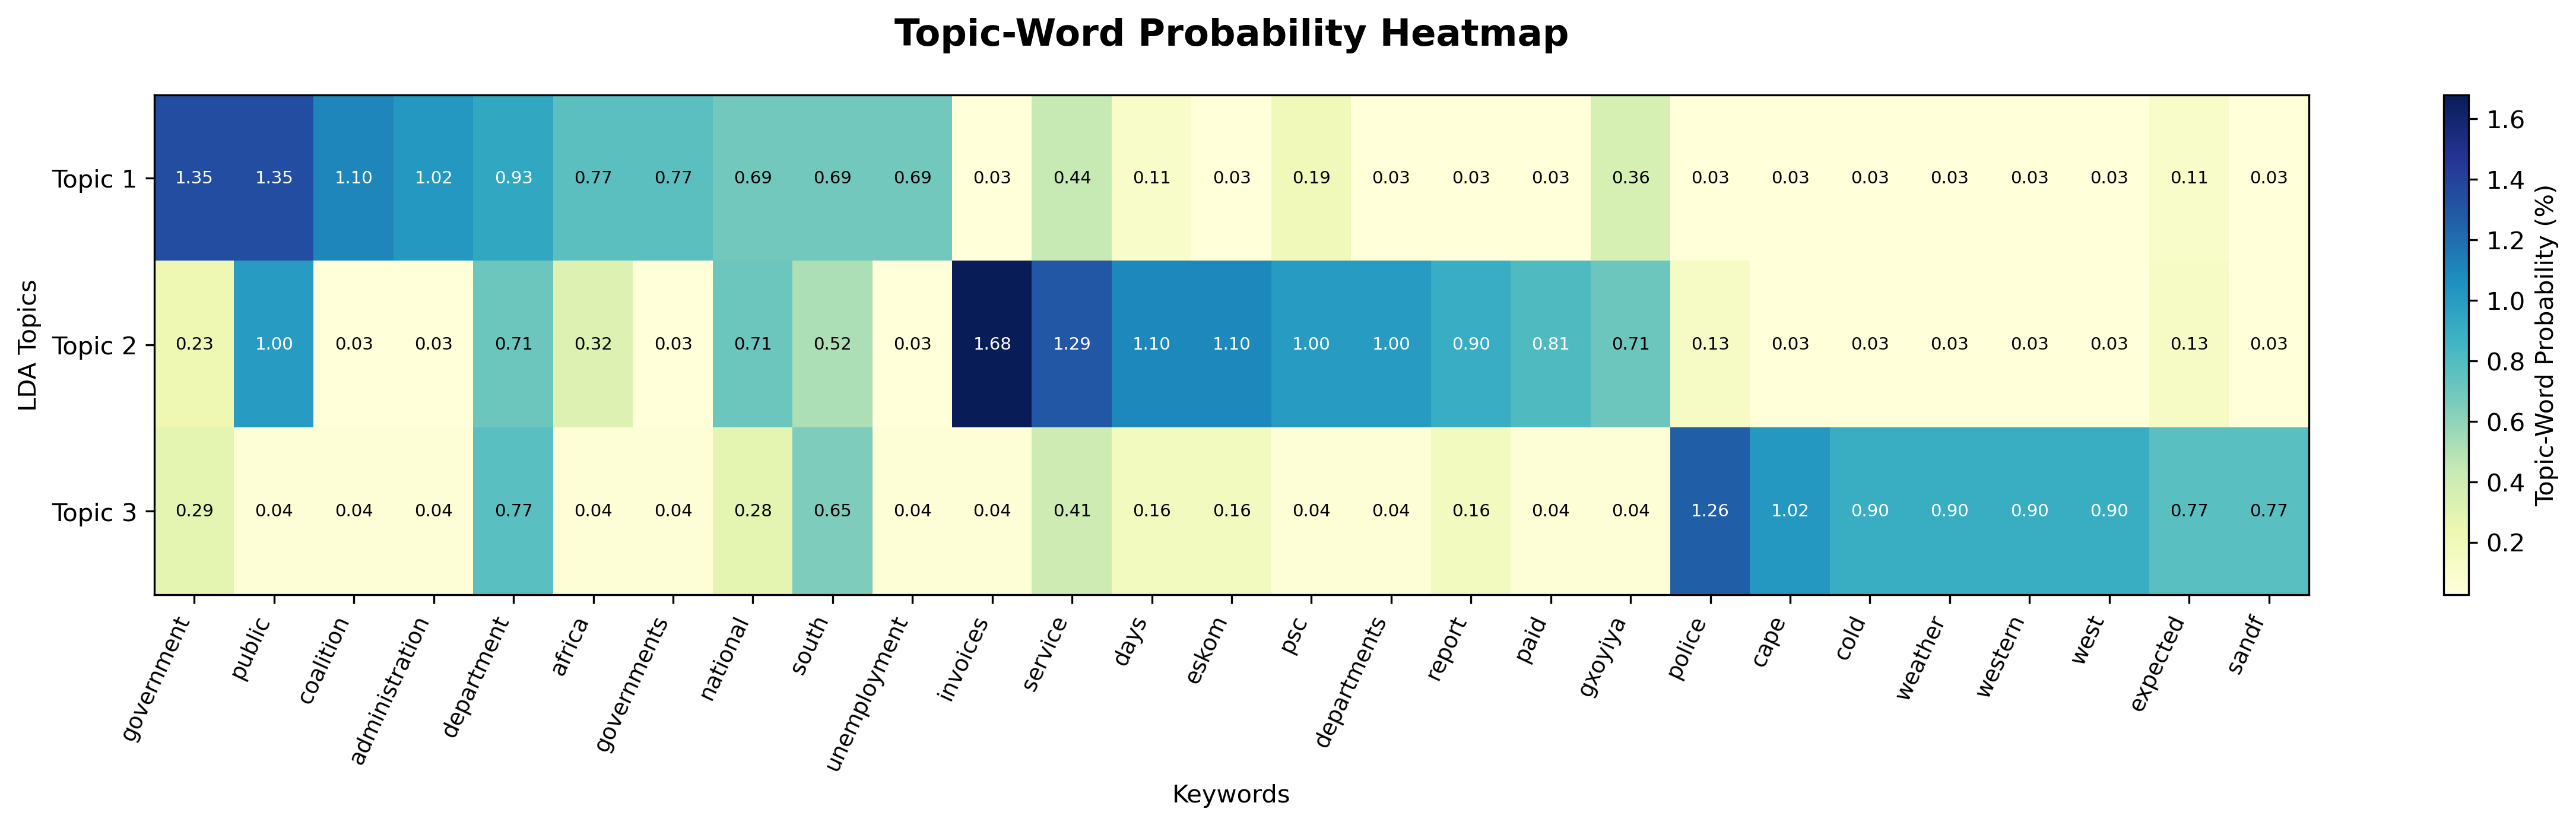 Topic-Word Probability Heatmap
LDA Topics
Topic 1 1.35 1.35 1.10 1.02 0.93 0.77 0.77 0.69 0.69 0.69 0.03 0.44 0.11 0.03 0.19 0.03 0.03 0.03 0.36 0.03 0.03 0.03 0.03 0.03 0.03 0.11 0.03
Topic 2 0.23 1.00 0.03 0.03 0.71 0.32 0.03 0.71 0.52 0.03 1.68 1.29 1.10 1.10 1.00 1.00 0.90 0.81 0.71 0.13 0.03 0.03 0.03 0.03 0.03 0.13 0.03
Topic 3 0.29 0.04 0.04 0.04 0.77 0.04 0.04 0.28 0.65 0.04 0.04 0.41 0.16 0.16 0.04 0.04 0.16 0.04 0.04 1.26 1.02 0.90 0.90 0.90 0.90 0.77 0.77
government public coalition administration department africa governments national south unemployment invoices service days eskom psc departments report paid gxoyiya police cape cold weather western west expected sandf
Keywords
1.6
1.4
1.2
1.0
0.8
0.6
0.4
0.2
Topic-Word Probability (%)